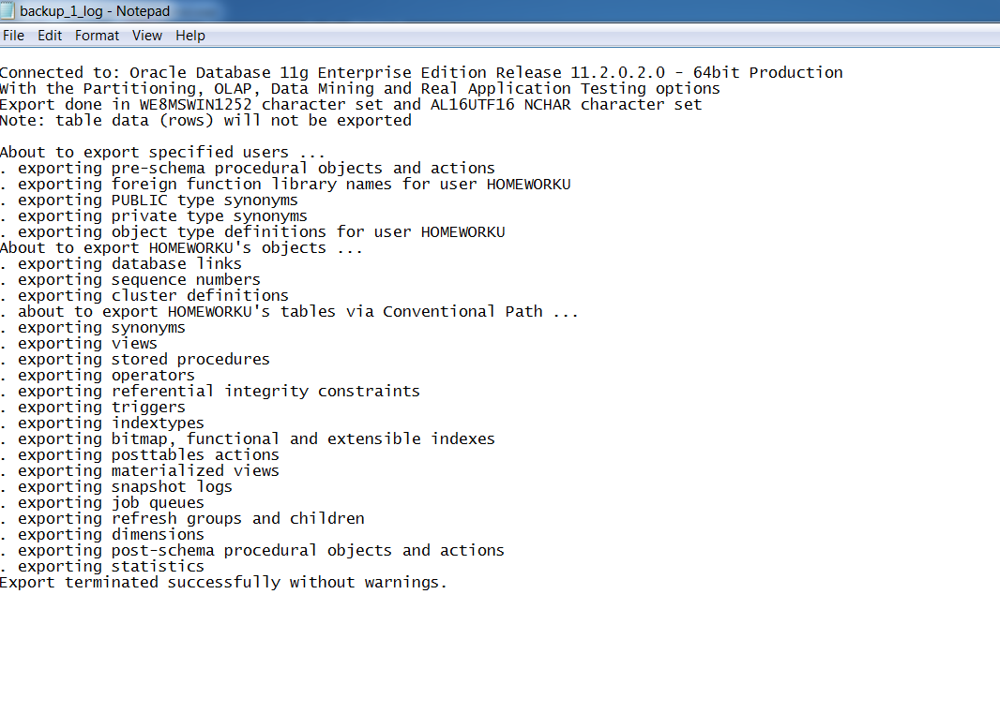 backup_1_log - Notepad
File Edit Format View Help
Connected to: Oracle Database 11g Enterprise Edition Release 11.2.0.2.0 - 64bit Production
With the Partitioning, OLAP, Data Mining and Real Application Testing options
Export done in WE8MSWIN1252 character set and AL16UTF16 NCHAR character set
Note: table data (rows) will not be exported
About to export specified users ...
. exporting pre-schema procedural objects and actions
. exporting foreign function library names for user HOMEWORKU
. exporting PUBLIC type synonyms
. exporting private type synonyms
. exporting object type definitions for user HOMEWORKU
About to export HOMEWORKU's objects ...
. exporting database links
. exporting sequence numbers
. exporting cluster definitions
. about to export HOMEWORKU's tables via Conventional Path ...
. exporting synonyms
. exporting views
. exporting stored procedures
. exporting operators
. exporting referential integrity constraints
. exporting triggers
. exporting indextypes
. exporting bitmap, functional and extensible indexes
. exporting posttables actions
. exporting materialized views
. exporting snapshot logs
. exporting job queues
. exporting refresh groups and children
. exporting dimensions
. exporting post-schema procedural objects and actions
. exporting statistics
Export terminated successfully without warnings.